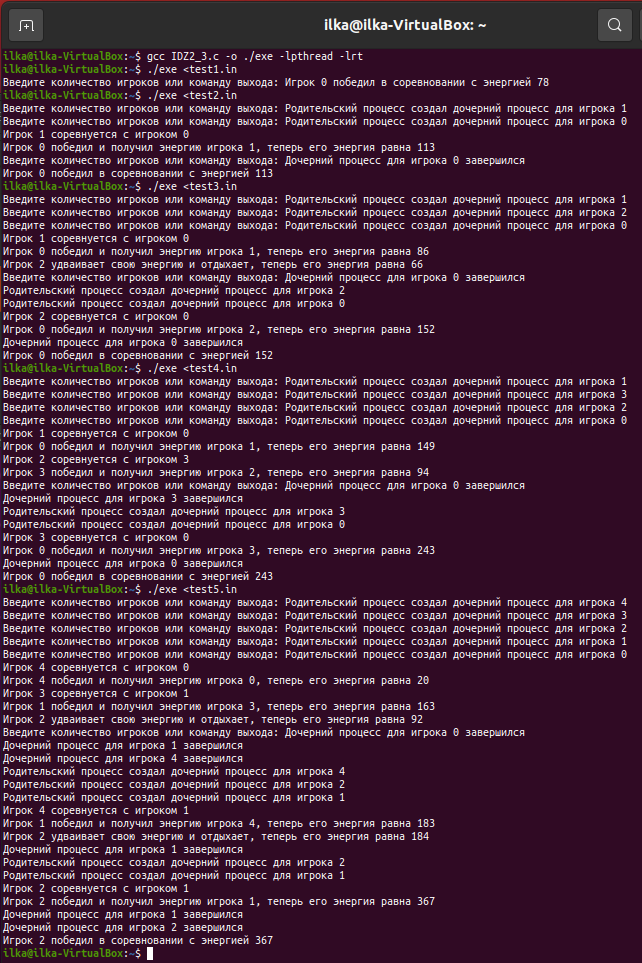 ilka@ilka-VirtualBox: ~
ilka@ilka-VirtualBox:~$ gcc IDZ2_3.c -o ./exe -lpthread -lrt
ilka@ilka-VirtualBox:~$ ./exe <test1.in
Введите количество игроков или команду выхода: Игрок 0 победил в соревновании с энергией 78
ilka@ilka-VirtualBox:~$ ./exe <test2.in
Введите количество игроков или команду выхода: Родительский процесс создал дочерний процесс для игрока 1
Введите количество игроков или команду выхода: Родительский процесс создал дочерний процесс для игрока 0
Игрок 1 соревнуется с игроком 0
Игрок 0 победил и получил энергию игрока 1, теперь его энергия равна 113
Введите количество игроков или команду выхода: Дочерний процесс для игрока 0 завершился
Игрок 0 победил в соревновании с энергией 113
ilka@ilka-VirtualBox:~$ ./exe <test3.in
Введите количество игроков или команду выхода: Родительский процесс создал дочерний процесс для игрока 1
Введите количество игроков или команду выхода: Родительский процесс создал дочерний процесс для игрока 2
Введите количество игроков или команду выхода: Родительский процесс создал дочерний процесс для игрока 0
Игрок 1 соревнуется с игроком 0
Игрок 0 победил и получил энергию игрока 1, теперь его энергия равна 86
Игрок 2 удваивает свою энергию и отдыхает, теперь его энергия равна 66
Введите количество игроков или команду выхода: Дочерний процесс для игрока 0 завершился
Родительский процесс создал дочерний процесс для игрока 2
Родительский процесс создал дочерний процесс для игрока 0
Игрок 2 соревнуется с игроком 0
Игрок 0 победил и получил энергию игрока 2, теперь его энергия равна 152
Дочерний процесс для игрока 0 завершился
Игрок 0 победил в соревновании с энергией 152
ilka@ilka-VirtualBox:~$ ./exe <test4.in
Введите количество игроков или команду выхода: Родительский процесс создал дочерний процесс для игрока 1
Введите количество игроков или команду выхода: Родительский процесс создал дочерний процесс для игрока 3
Введите количество игроков или команду выхода: Родительский процесс создал дочерний процесс для игрока 2
Введите количество игроков или команду выхода: Родительский процесс создал дочерний процесс для игрока 0
Игрок 1 соревнуется с игроком 0
Игрок 0 победил и получил энергию игрока 1, теперь его энергия равна 149
Игрок 2 соревнуется с игроком 3
Игрок 3 победил и получил энергию игрока 2, теперь его энергия равна 94
Введите количество игроков или команду выхода: Дочерний процесс для игрока 0 завершился
Дочерний процесс для игрока 3 завершился
Родительский процесс создал дочерний процесс для игрока 3
Родительский процесс создал дочерний процесс для игрока 0
Игрок 3 соревнуется с игроком 0
Игрок 0 победил и получил энергию игрока 3, теперь его энергия равна 243
Дочерний процесс для игрока 0 завершился
Игрок 0 победил в соревновании с энергией 243
ilka@ilka-VirtualBox:~$ ./exe <test5.in
Введите количество игроков или команду выхода: Родительский процесс создал дочерний процесс для игрока 4
Введите количество игроков или команду выхода: Родительский процесс создал дочерний процесс для игрока 3
Введите количество игроков или команду выхода: Родительский процесс создал дочерний процесс для игрока 2
Введите количество игроков или команду выхода: Родительский процесс создал дочерний процесс для игрока 1
Введите количество игроков или команду выхода: Родительский процесс создал дочерний процесс для игрока 0
Игрок 4 соревнуется с игроком 0
Игрок 4 победил и получил энергию игрока 0, теперь его энергия равна 20
Игрок 3 соревнуется с игроком 1
Игрок 1 победил и получил энергию игрока 3, теперь его энергия равна 163
Игрок 2 удваивает свою энергию и отдыхает, теперь его энергия равна 92
Введите количество игроков или команду выхода: Дочерний процесс для игрока 0 завершился
Дочерний процесс для игрока 1 завершился
Дочерний процесс для игрока 4 завершился
Родительский процесс создал дочерний процесс для игрока 4
Родительский процесс создал дочерний процесс для игрока 2
Родительский процесс создал дочерний процесс для игрока 1
Игрок 4 соревнуется с игроком 1
Игрок 1 победил и получил энергию игрока 4, теперь его энергия равна 183
Игрок 2 удваивает свою энергию и отдыхает, теперь его энергия равна 184
Дочерний процесс для игрока 1 завершился
Родительский процесс создал дочерний процесс для игрока 2
Родительский процесс создал дочерний процесс для игрока 1
Игрок 2 соревнуется с игроком 1
Игрок 2 победил и получил энергию игрока 1, теперь его энергия равна 367
Дочерний процесс для игрока 1 завершился
Дочерний процесс для игрока 2 завершился
Игрок 2 победил в соревновании с энергией 367
ilka@ilka-VirtualBox:~$